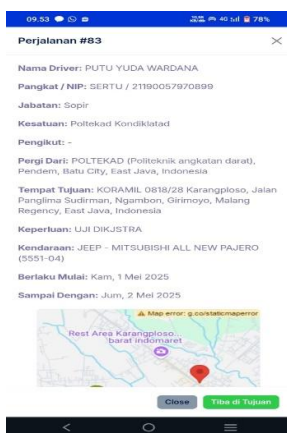 09.53
4G
78%
Perjalanan #83
Nama Driver: PUTU YUDA WARDANA
Pangkat / NIP: SERTU / 21190057970899
Jabatan: Sopir
Kesatuan: Poltekad Kondiklatad
Pengikut: -
Pergi Dari: POLTEKAD (Politeknik angkatan darat),
Pendem, Batu City, East Java, Indonesia
Tempat Tujuan: KORAMIL 0818/28 Karangploso, Jalan
Panglima Sudirman, Ngambon, Girimoyo, Malang
Regency, East Java, Indonesia
Keperluan: UJI DIKJSTRA
Kendaraan: JEEP - MITSUBISHI ALL NEW PAJERO
(5551-04)
Berlaku Mulai: Kam, 1 Mei 2025
Sampai Dengan: Jum, 2 Mei 2025
Map error: g.co/staticmaperror
Rest Area Karangploso...
barat indomaret
Close
Tiba di Tujuan